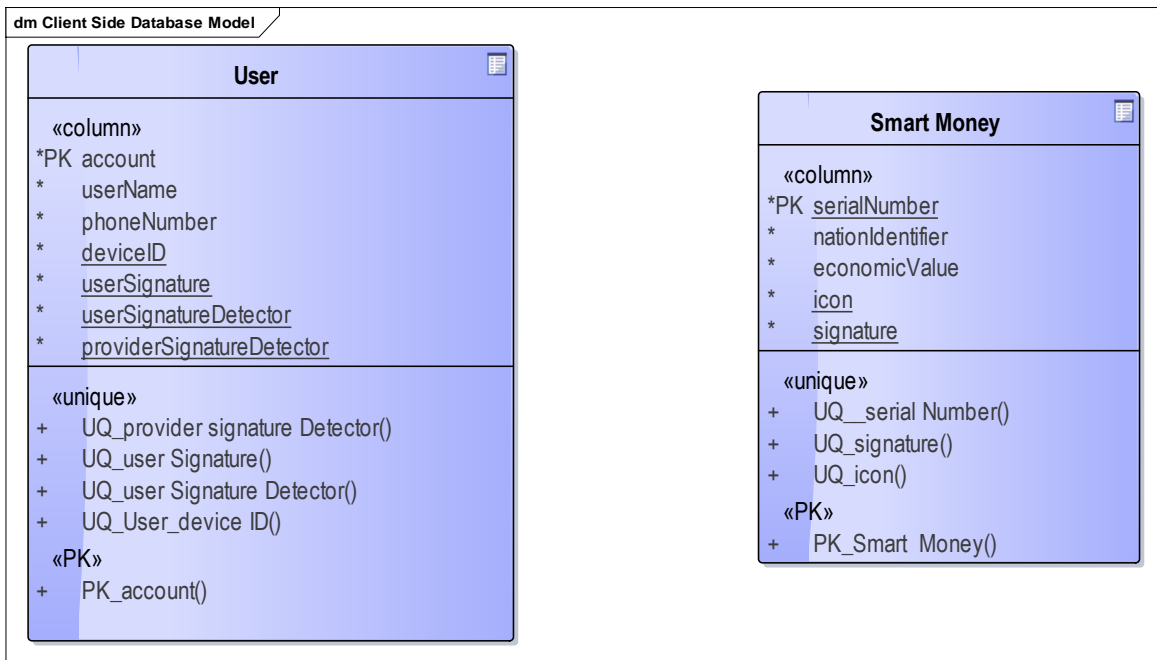 dm Client Side Database Model
User
«column»
*PK account
* userName
* phoneNumber
* deviceID
* userSignature
* userSignatureDetector
* providerSignatureDetector
«unique»
+ UQ_provider signature Detector()
+ UQ_user Signature()
+ UQ_user Signature Detector()
+ UQ_User_device ID()
«PK»
+ PK_account()
Smart Money
«column»
*PK serialNumber
* nationIdentifier
* economicValue
* icon
* signature
«unique»
+ UQ__serial Number()
+ UQ_signature()
+ UQ_icon()
«PK»
+ PK_Smart Money()